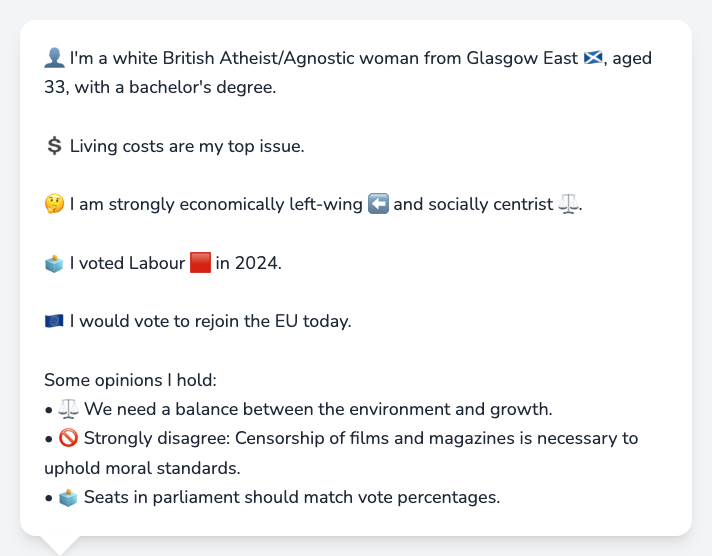 👤 I'm a white British Atheist/Agnostic woman from Glasgow East 🏴󠁧󠁢󠁳󠁣󠁴󠁿, aged
33, with a bachelor's degree.
💲 Living costs are my top issue.
🤔 I am strongly economically left-wing ⬅️ and socially centrist ⚖️.
🗳️ I voted Labour 🟥 in 2024.
🇪🇺 I would vote to rejoin the EU today.
Some opinions I hold:
• ⚖️ We need a balance between the environment and growth.
• 🚫 Strongly disagree: Censorship of films and magazines is necessary to
uphold moral standards.
• 🗳️ Seats in parliament should match vote percentages.